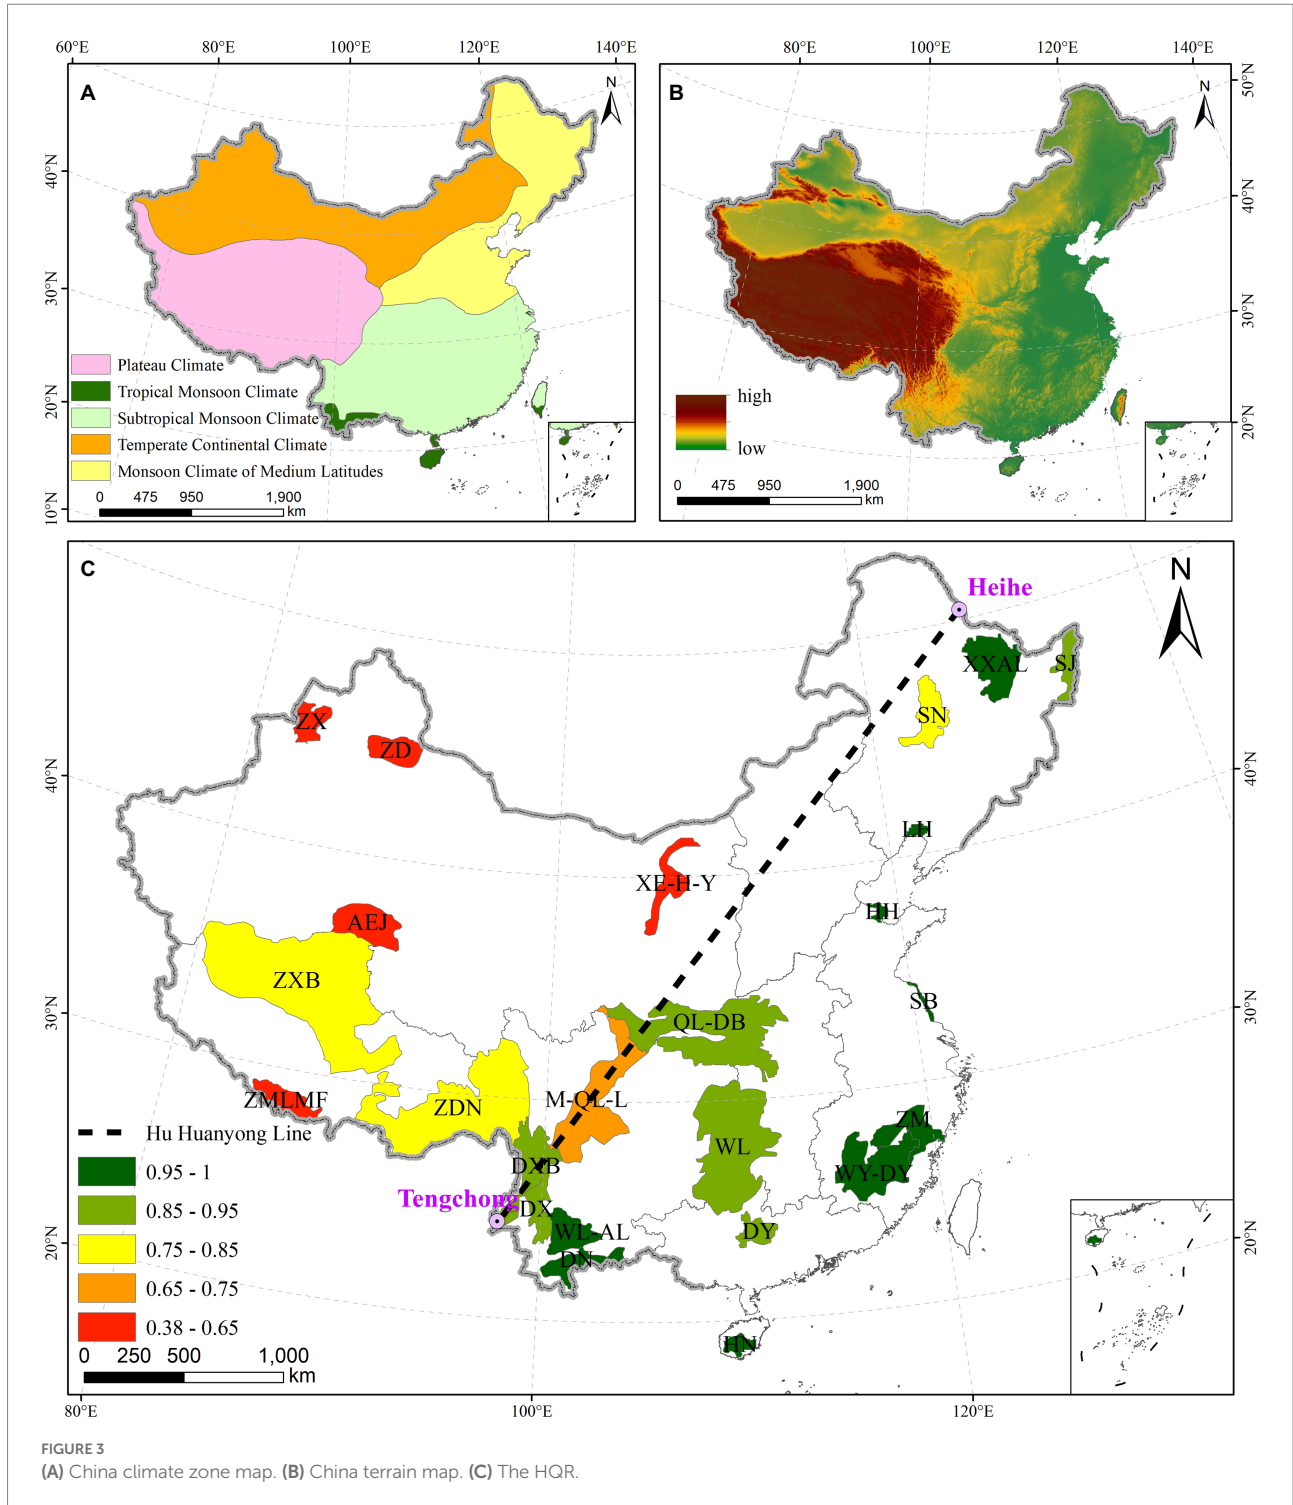 60°E 80°E 100°E 120°E 140°E
80°E 100°E 120°E 140°E
A
N
40°N
30°N
20°N
10°N
Plateau Climate
Tropical Monsoon Climate
Subtropical Monsoon Climate
Temperate Continental Climate
Monsoon Climate of Medium Latitudes
0 475 950 1,900
km
B
N
50°N
40°N
30°N
20°N
high
low
0 475 950 1,900
km
C
N
Heihe
XXAL
SJ
SN
ZX
ZD
LH
XE-H-Y
HH
AEJ
ZXB
SB
QL-DB
ZMLMF
ZDN
M-QL-L
ZM
WL
DXB
WY-DY
Tengchong
DX
WL-AL
DY
DN
HN
40°N
30°N
20°N
40°N
30°N
20°N
Hu Huanyong Line
0.95 - 1
0.85 - 0.95
0.75 - 0.85
0.65 - 0.75
0.38 - 0.65
0 250 500 1,000
km
80°E 100°E 120°E
FIGURE 3
(A) China climate zone map. (B) China terrain map. (C) The HQR.